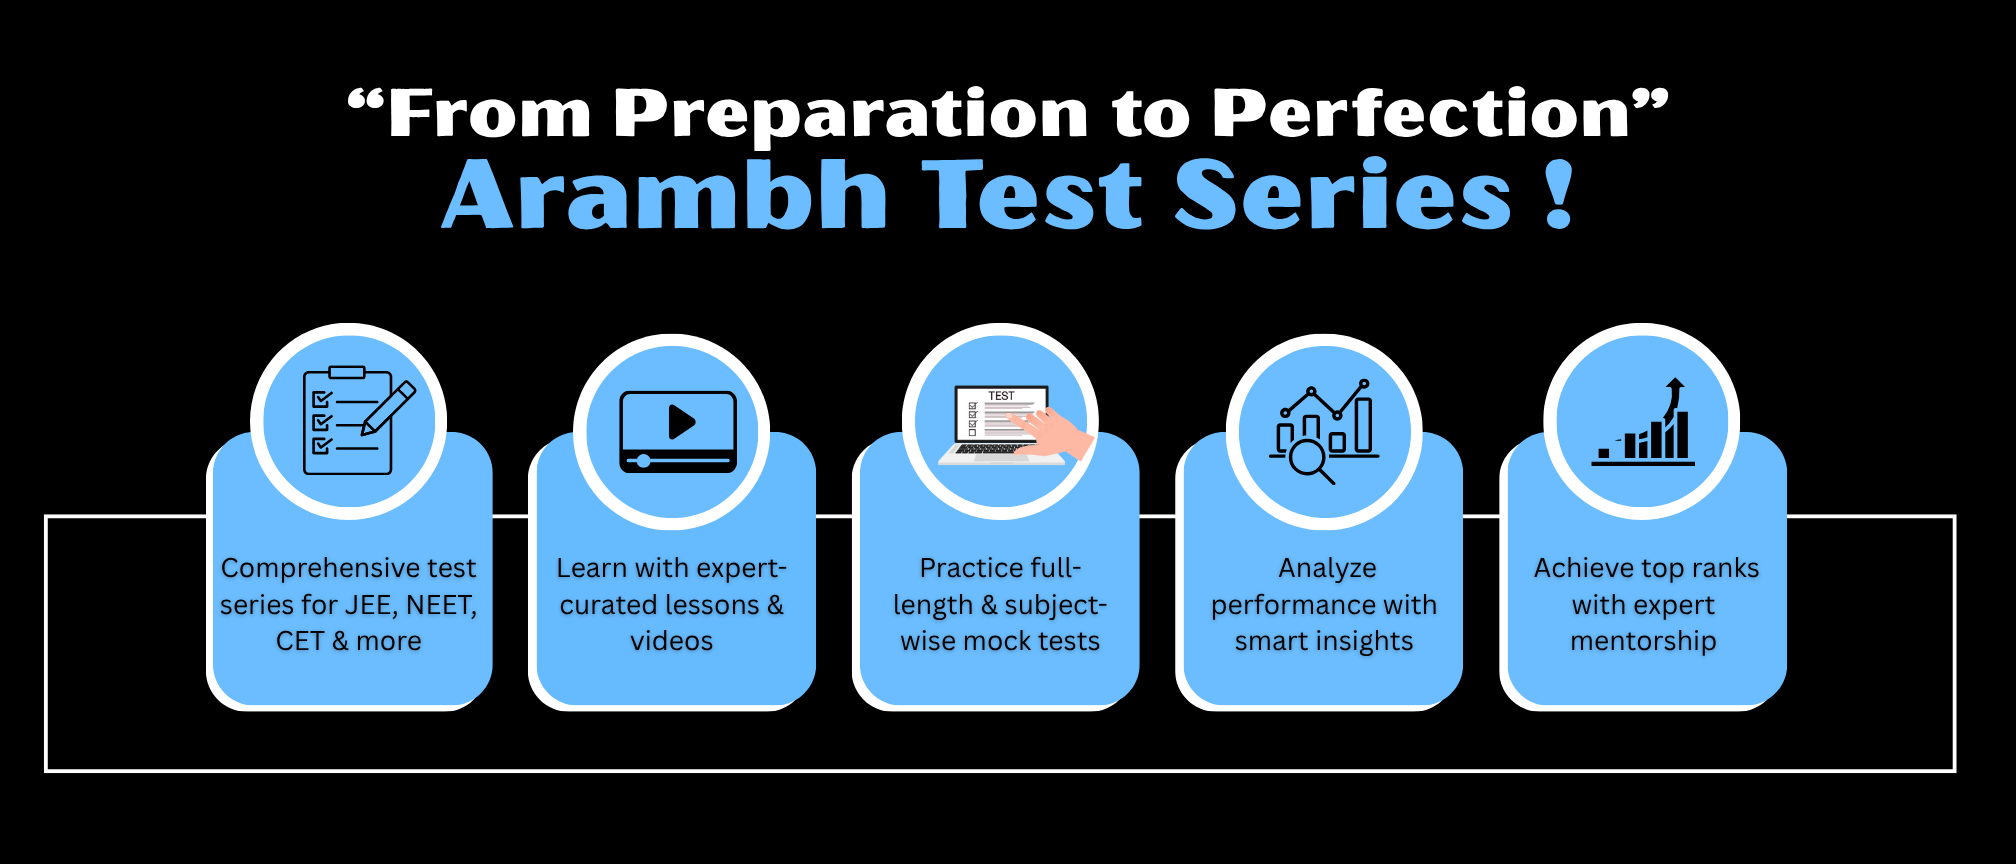 “From Preparation to Perfection”
Arambh Test Series !
TEST
Comprehensive test
series for JEE, NEET,
CET & more
Learn with expert-
curated lessons &
videos
Practice full-
length & subject-
wise mock tests
Analyze
performance with
smart insights
Achieve top ranks
with expert
mentorship